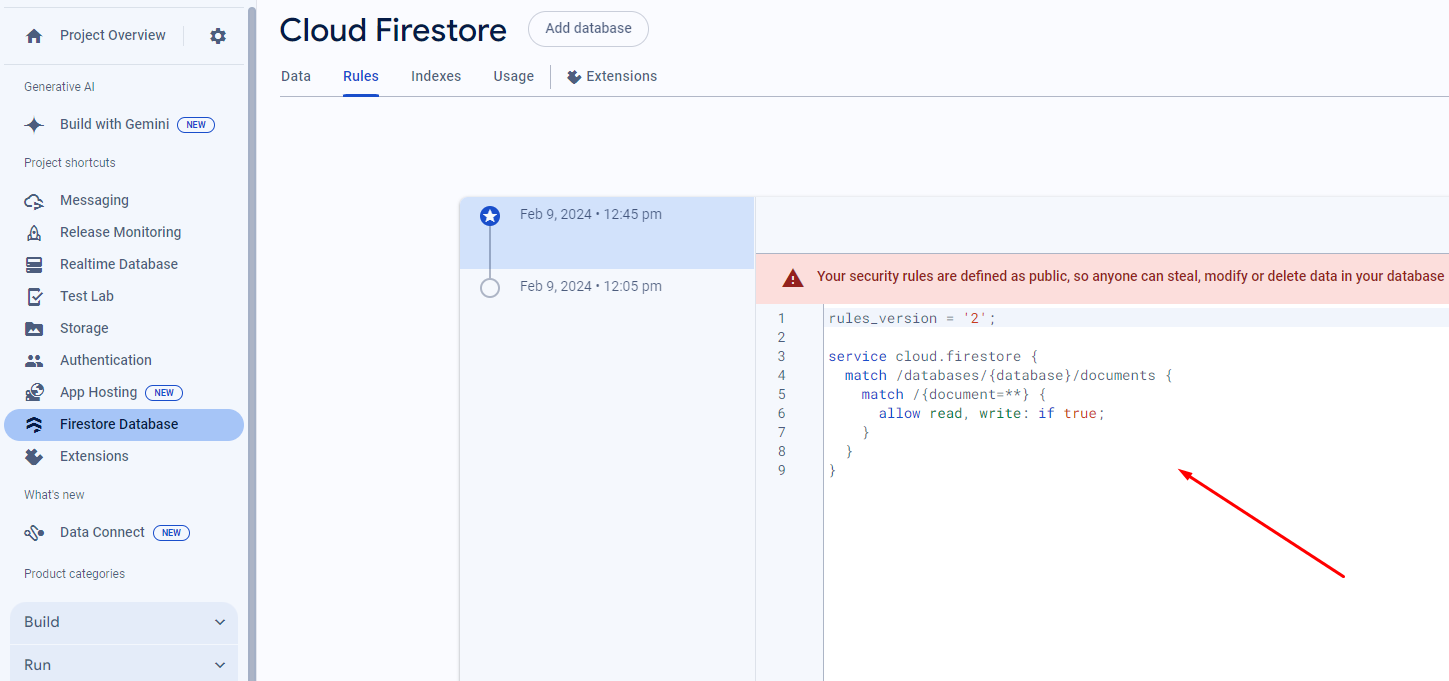 Project Overview
Generative AI
Build with Gemini NEW
Project shortcuts
Messaging
Release Monitoring
Realtime Database
Test Lab
Storage
Authentication
App Hosting NEW
Firestore Database
Extensions
What's new
Data Connect NEW
Product categories
Build
Run
Cloud Firestore Add database
Data Rules Indexes Usage Extensions
Feb 9, 2024 • 12:45 pm
Feb 9, 2024 • 12:05 pm
Your security rules are defined as public, so anyone can steal, modify or delete data in your database
1 rules_version = '2';
2
3 service cloud.firestore {
4 match /databases/{database}/documents {
5 match /{document=**} {
6 allow read, write: if true;
7 }
8 }
9 }